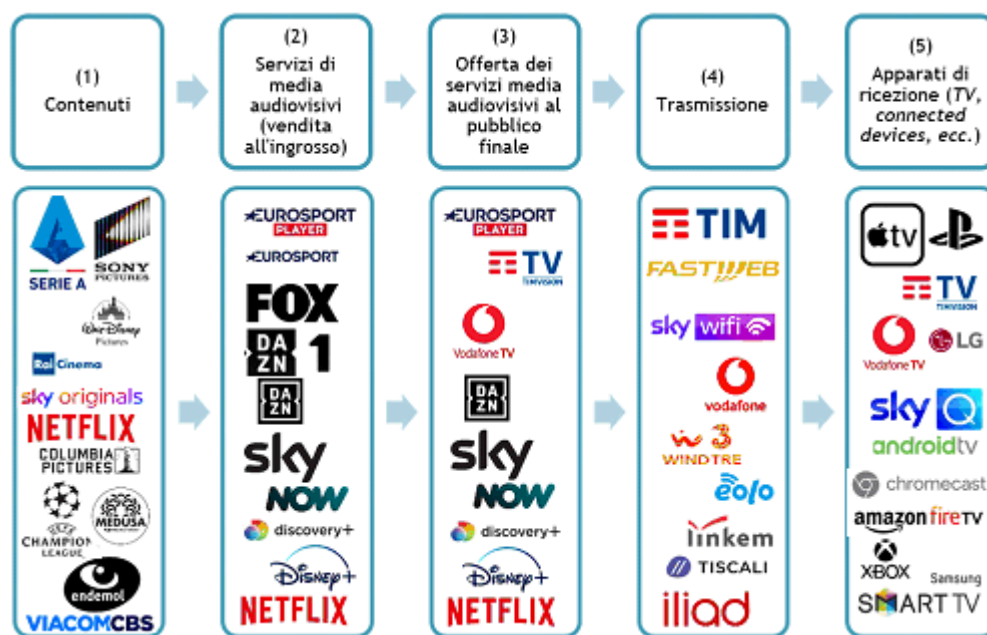 (1)
Contenuti
(2)
Servizi di
media
audiovisivi
(vendita
all'ingrosso)
(3)
Offerta dei
servizi media
audiovisivi al
pubblico
finale
(4)
Trasmissione
(5)
Apparati di
ricezione (TV,
connected
devices, ecc.)
SERIE A
SONY
PICTURES
Walt Disney
Pictures
Rai Cinema
sky originals
NETFLIX
COLUMBIA
PICTURES
UEFA
CHAMPION
LEAGUE
MEDUSA
endemol
VIACOMCBS
EUROSPORT
PLAYER
EUROSPORT
FOX
DAZN 1
DAZN
sky
NOW
discovery+
Disney+
NETFLIX
EUROSPORT
PLAYER
TV
TIMVISION
Vodafone TV
DAZN
sky
NOW
discovery+
Disney+
NETFLIX
TIM
FASTWEB
sky wifi
vodafone
W3
WINDTRE
eolo
linkem
TISCALI
iliad
tv
TV
TIMVISION
Vodafone TV
LG
sky Q
androidtv
chromecast
amazon fireTV
XBOX
Samsung
SMART TV